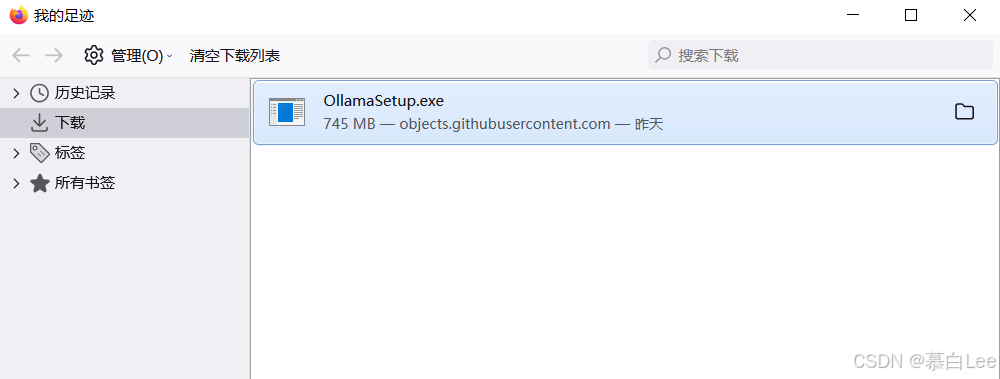 我的足迹
管理(O)
清空下载列表
搜索下载
历史记录
下载
标签
所有书签
OllamaSetup.exe
745 MB — objects.githubusercontent.com — 昨天
CSDN @慕白Lee